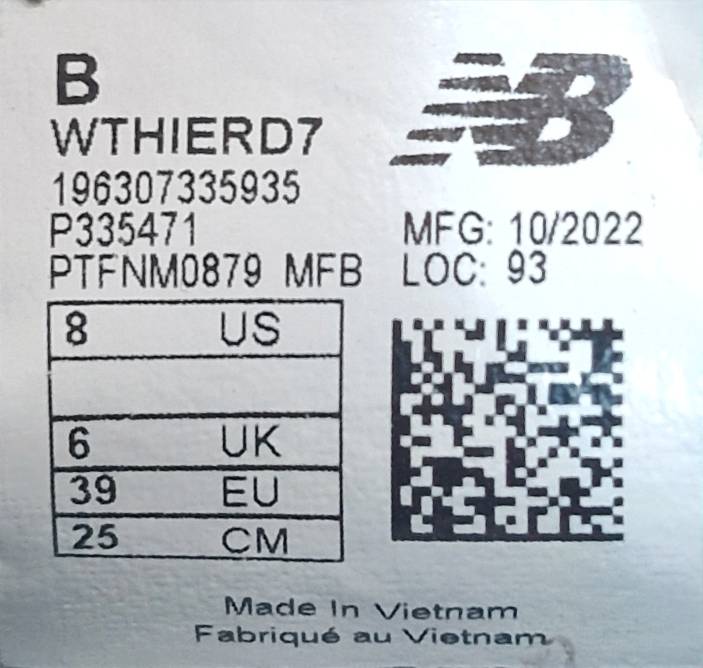 B
NB
WTHIERD7
196307335935
P335471
MFG: 10/2022
PTFNM0879 MFB
LOC: 93
8 US
6 UK
39 EU
25 CM
Made In Vietnam
Fabriqué au Vietnam